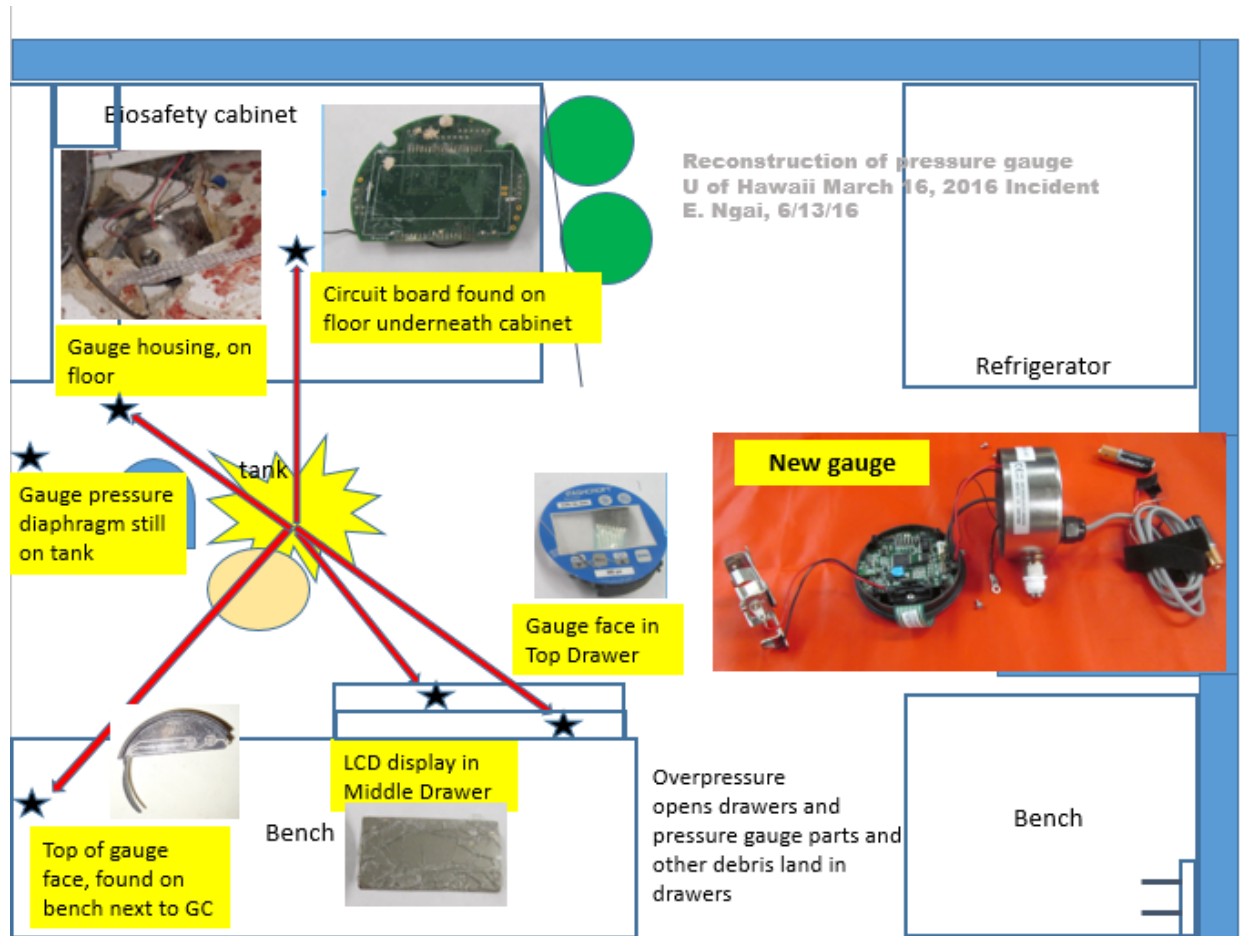 Biosafety cabinet
Reconstruction of pressure gauge
U of Hawaii March 16, 2016 Incident
E. Ngai, 6/13/16
Circuit board found on
floor underneath cabinet
Gauge housing, on
floor
Refrigerator
tank
New gauge
Gauge pressure
diaphragm still
on tank
ASHCROFT
Gauge face in
Top Drawer
LCD display in
Middle Drawer
Overpressure
opens drawers and
pressure gauge parts and
other debris land in
drawers
Bench
Bench
Top of gauge
face, found on
bench next to GC